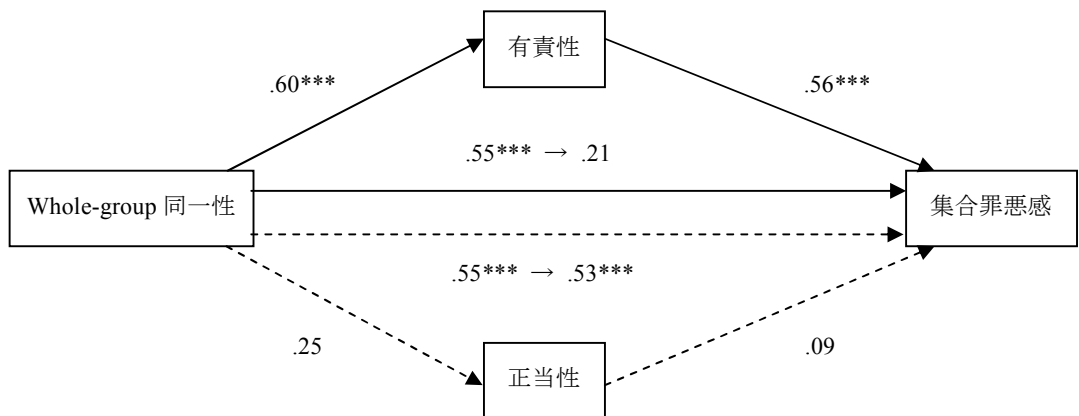 有責性
.60***
.56***
.55*** → .21
Whole-group 同一性
集合罪悪感
.55*** → .53***
.25
.09
正当性